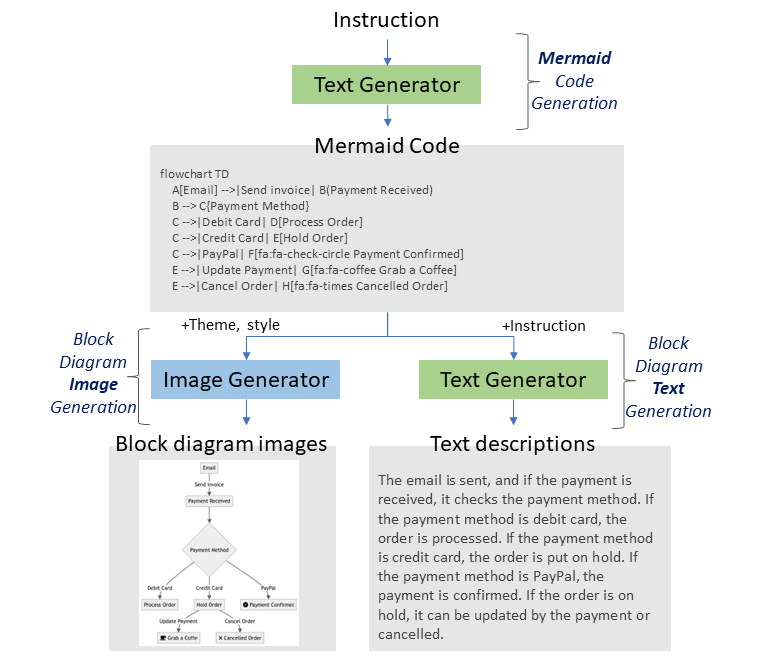 Instruction
Text Generator
Mermaid
Code
Generation
Mermaid Code
flowchart TD
A[Email] -->|Send invoice| B(Payment Received)
B --> C{Payment Method}
C -->|Debit Card| D[Process Order]
C -->|Credit Card| E[Hold Order]
C -->|PayPal| F[fa:fa-check-circle Payment Confirmed]
E -->|Update Payment| G[fa:fa-coffee Grab a Coffee]
E -->|Cancel Order| H[fa:fa-times Cancelled Order]
+Theme, style
+Instruction
Block
Diagram
Image
Generation
Image Generator
Text Generator
Block
Diagram
Text
Generation
Block diagram images
Email
Send invoice
Payment Received
Payment Method
Debit Card
Credit Card
PayPal
Process Order
Hold Order
Payment Confirmed
Update Payment
Cancel Order
Grab a Coffe
Cancelled Order
Text descriptions
The email is sent, and if the payment is
received, it checks the payment method. If
the payment method is debit card, the
order is processed. If the payment method
is credit card, the order is put on hold. If
the payment method is PayPal, the
payment is confirmed. If the order is on
hold, it can be updated by the payment or
cancelled.